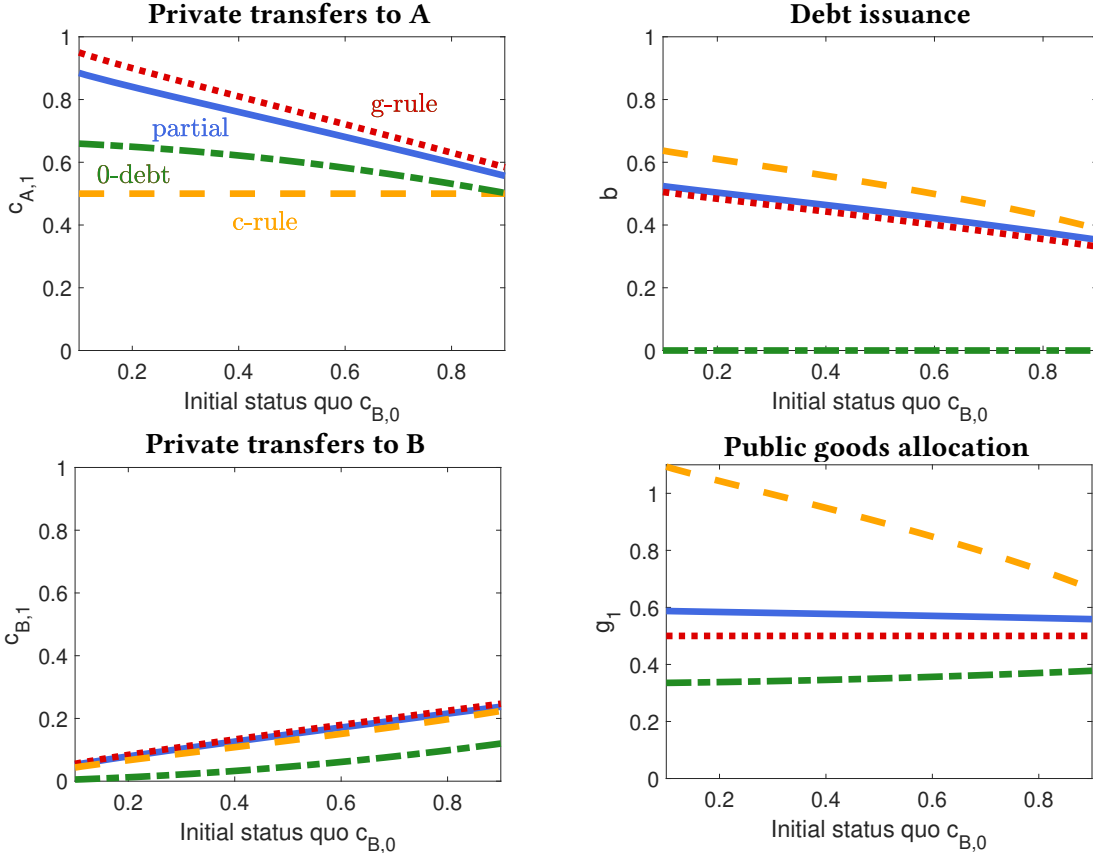 Private transfers to A
1
0.8
0.6
0.4
0.2
0
c_{A,1}
g-rule
partial
0-debt
c-rule
0.2 0.4 0.6 0.8
Initial status quo c_{B,0}
Debt issuance
1
0.8
0.6
0.4
0.2
0
b
0.2 0.4 0.6 0.8
Initial status quo c_{B,0}
Private transfers to B
1
0.8
0.6
0.4
0.2
0
c_{B,1}
0.2 0.4 0.6 0.8
Initial status quo c_{B,0}
Public goods allocation
1
0.8
0.6
0.4
0.2
0
g_1
0.2 0.4 0.6 0.8
Initial status quo c_{B,0}